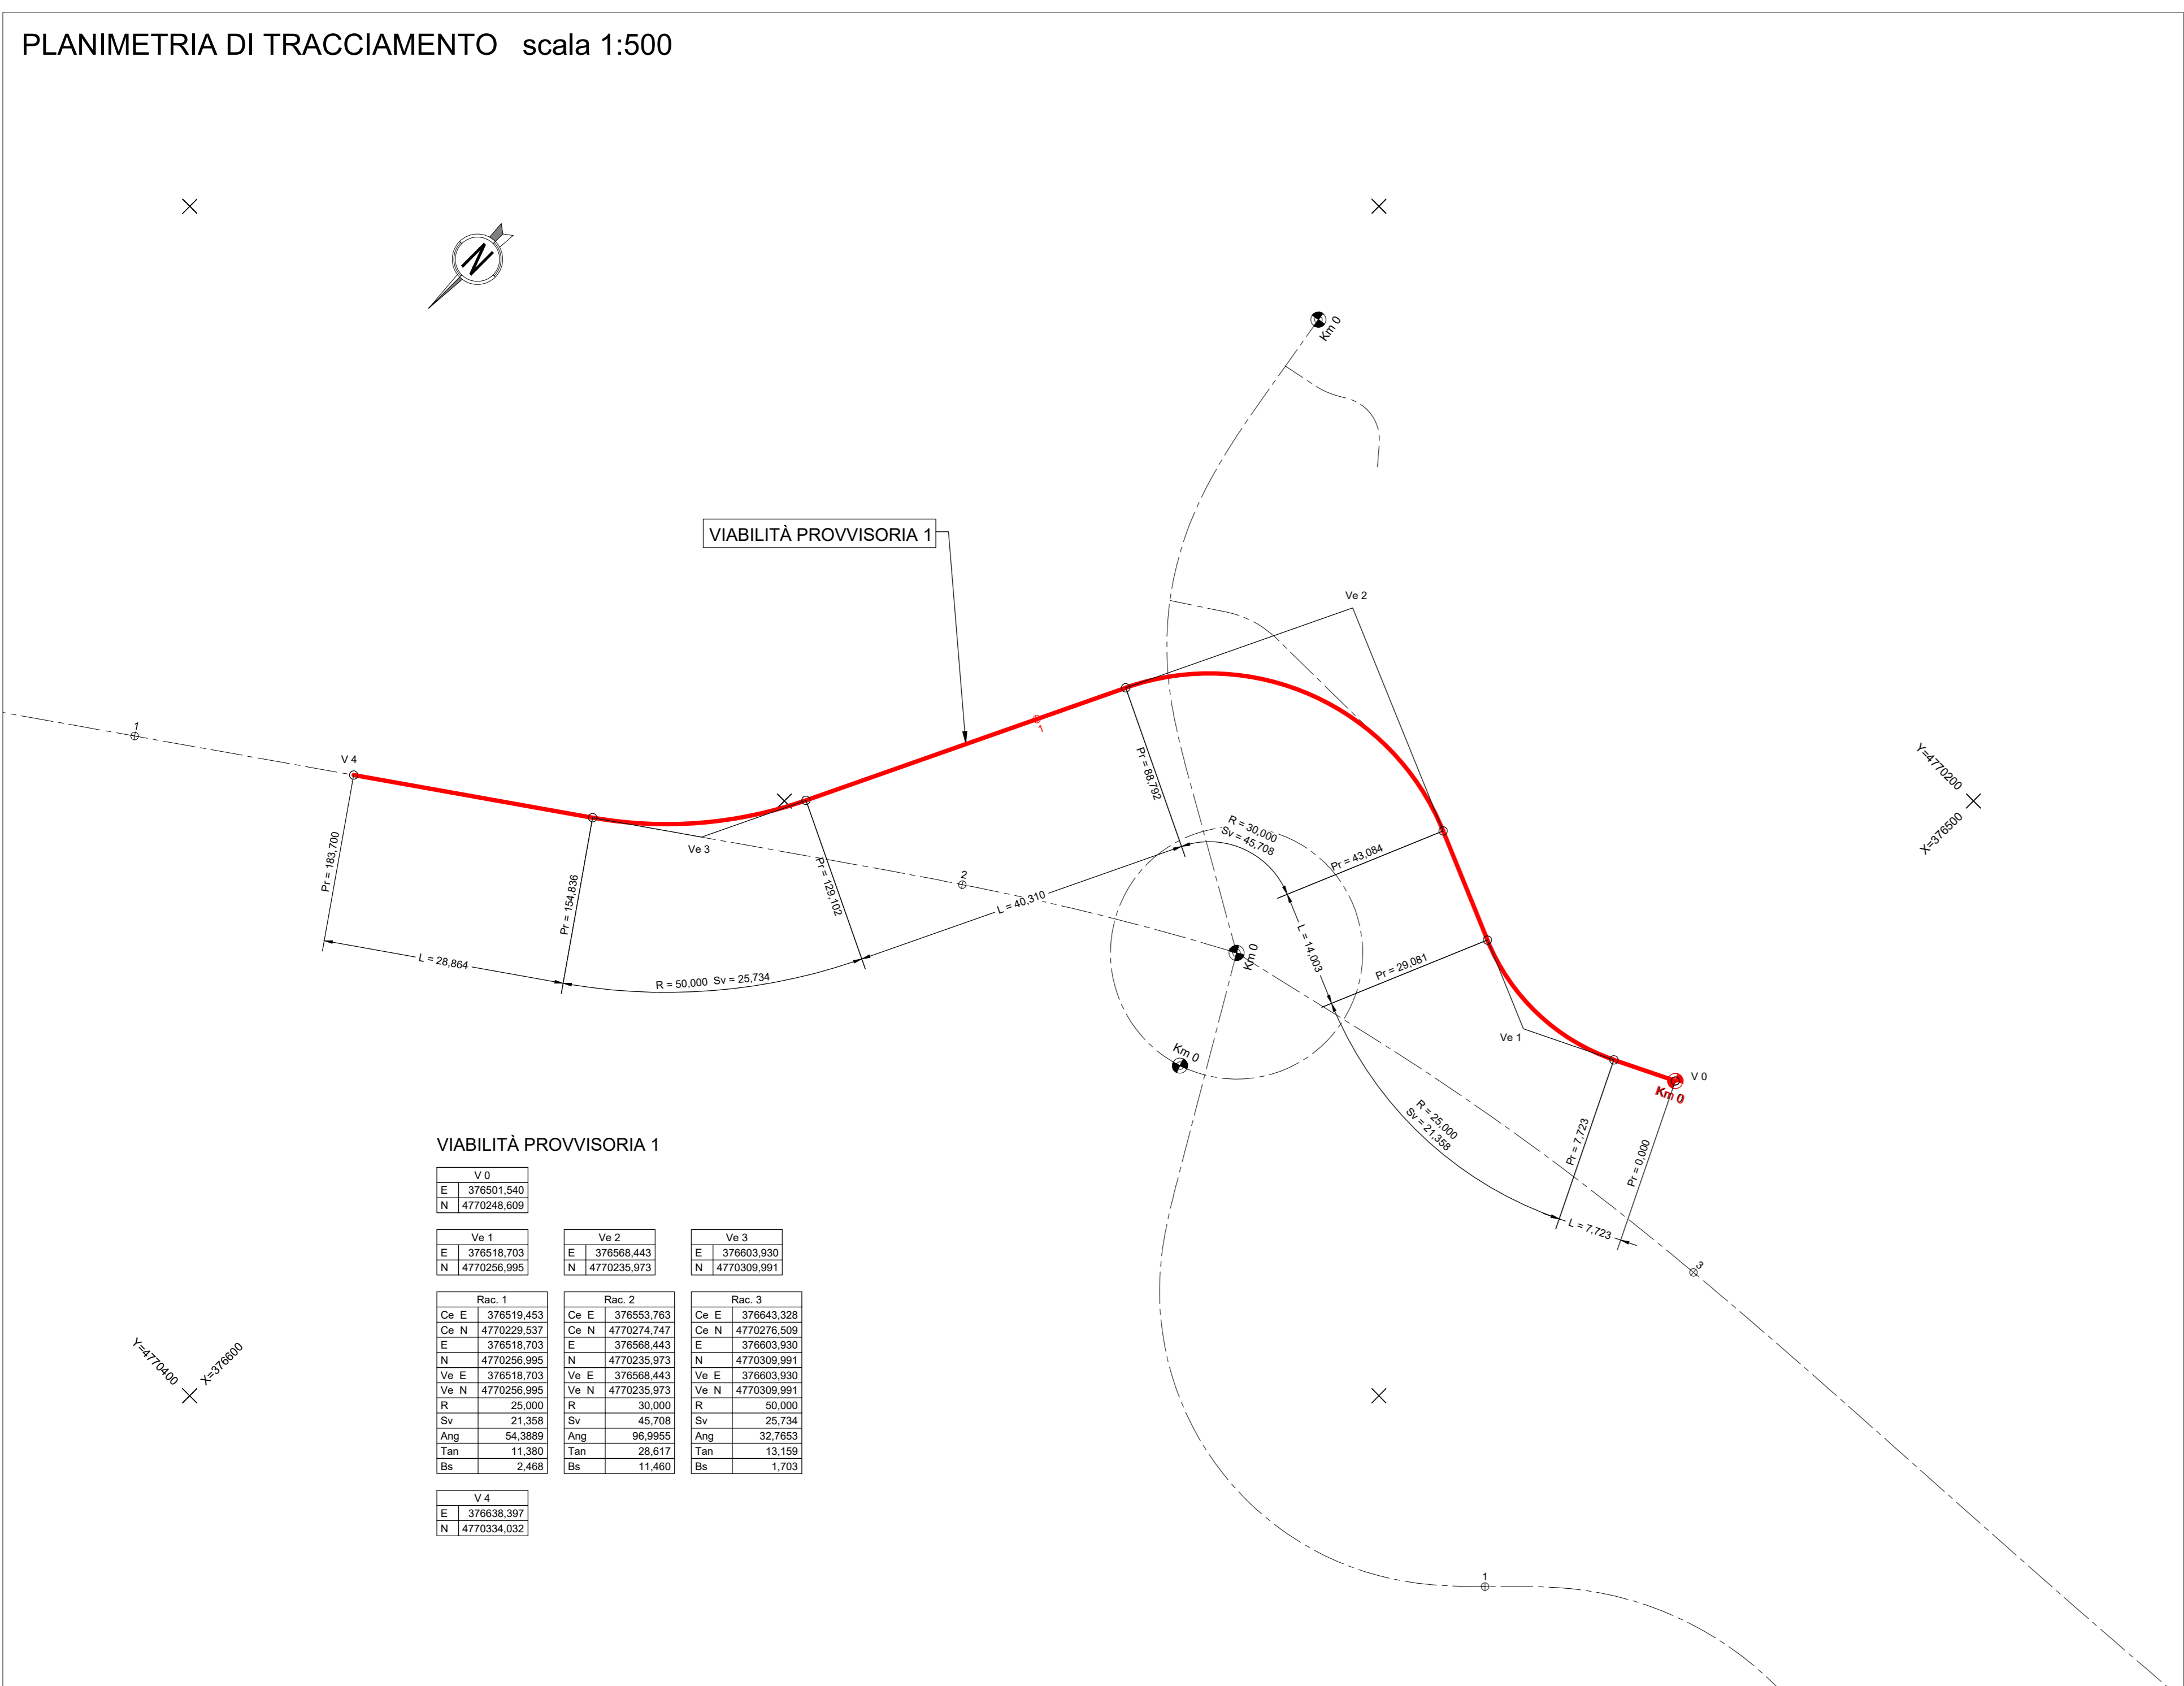 PLANIMETRIA DI TRACCIAMENTO scala 1:500
N
Km 0
VIABILITÀ PROVVISORIA 1
Ve 2
1
V 4
1
Y=4770200
X=376500
Pr = 88,792
R = 30,000
Sv = 45,708
Pr = 43,084
Ve 3
Pr = 183,700
Pr = 154,836
Pr = 129,102
2
L = 40,310
L = 14,003
Pr = 29,081
L = 28,864
R = 50,000 Sv = 25,734
Km 0
Ve 1
Km 0
V 0
Km 0
R = 25,000
Sv = 21,358
Pr = 7,723
Pr = 0,000
L = 7,723
3
VIABILITÀ PROVVISORIA 1
V 0
E 376501,540
N 4770248,609
Ve 1 Ve 2 Ve 3
E 376518,703 E 376568,443 E 376603,930
N 4770256,995 N 4770235,973 N 4770309,991
Rac. 1 Rac. 2 Rac. 3
Ce E 376519,453 Ce E 376553,763 Ce E 376643,328
Ce N 4770229,537 Ce N 4770274,747 Ce N 4770276,509
E 376518,703 E 376568,443 E 376603,930
N 4770256,995 N 4770235,973 N 4770309,991
Ve E 376518,703 Ve E 376568,443 Ve E 376603,930
Ve N 4770256,995 Ve N 4770235,973 Ve N 4770309,991
R 25,000 R 30,000 R 50,000
Sv 21,358 Sv 45,708 Sv 25,734
Ang 54,3889 Ang 96,9955 Ang 32,7653
Tan 11,380 Tan 28,617 Tan 13,159
Bs 2,468 Bs 11,460 Bs 1,703
V 4
E 376638,397
N 4770334,032
Y=4770400
X=376600
1